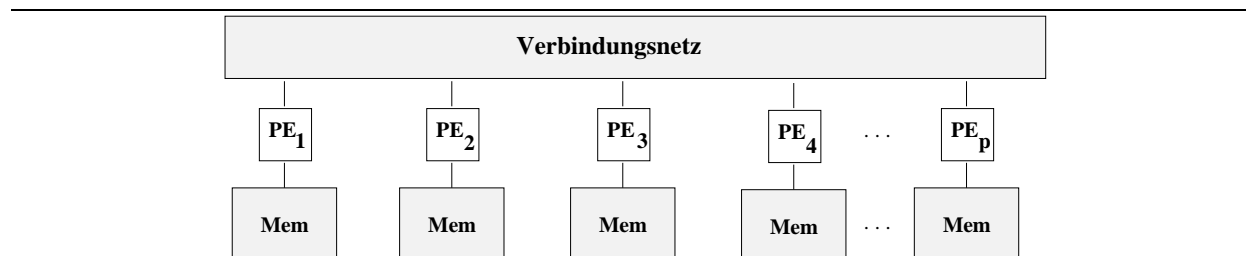 Verbindungsnetz
PE1 PE2 PE3 PE4 . . . PEp
Mem Mem Mem Mem . . . Mem